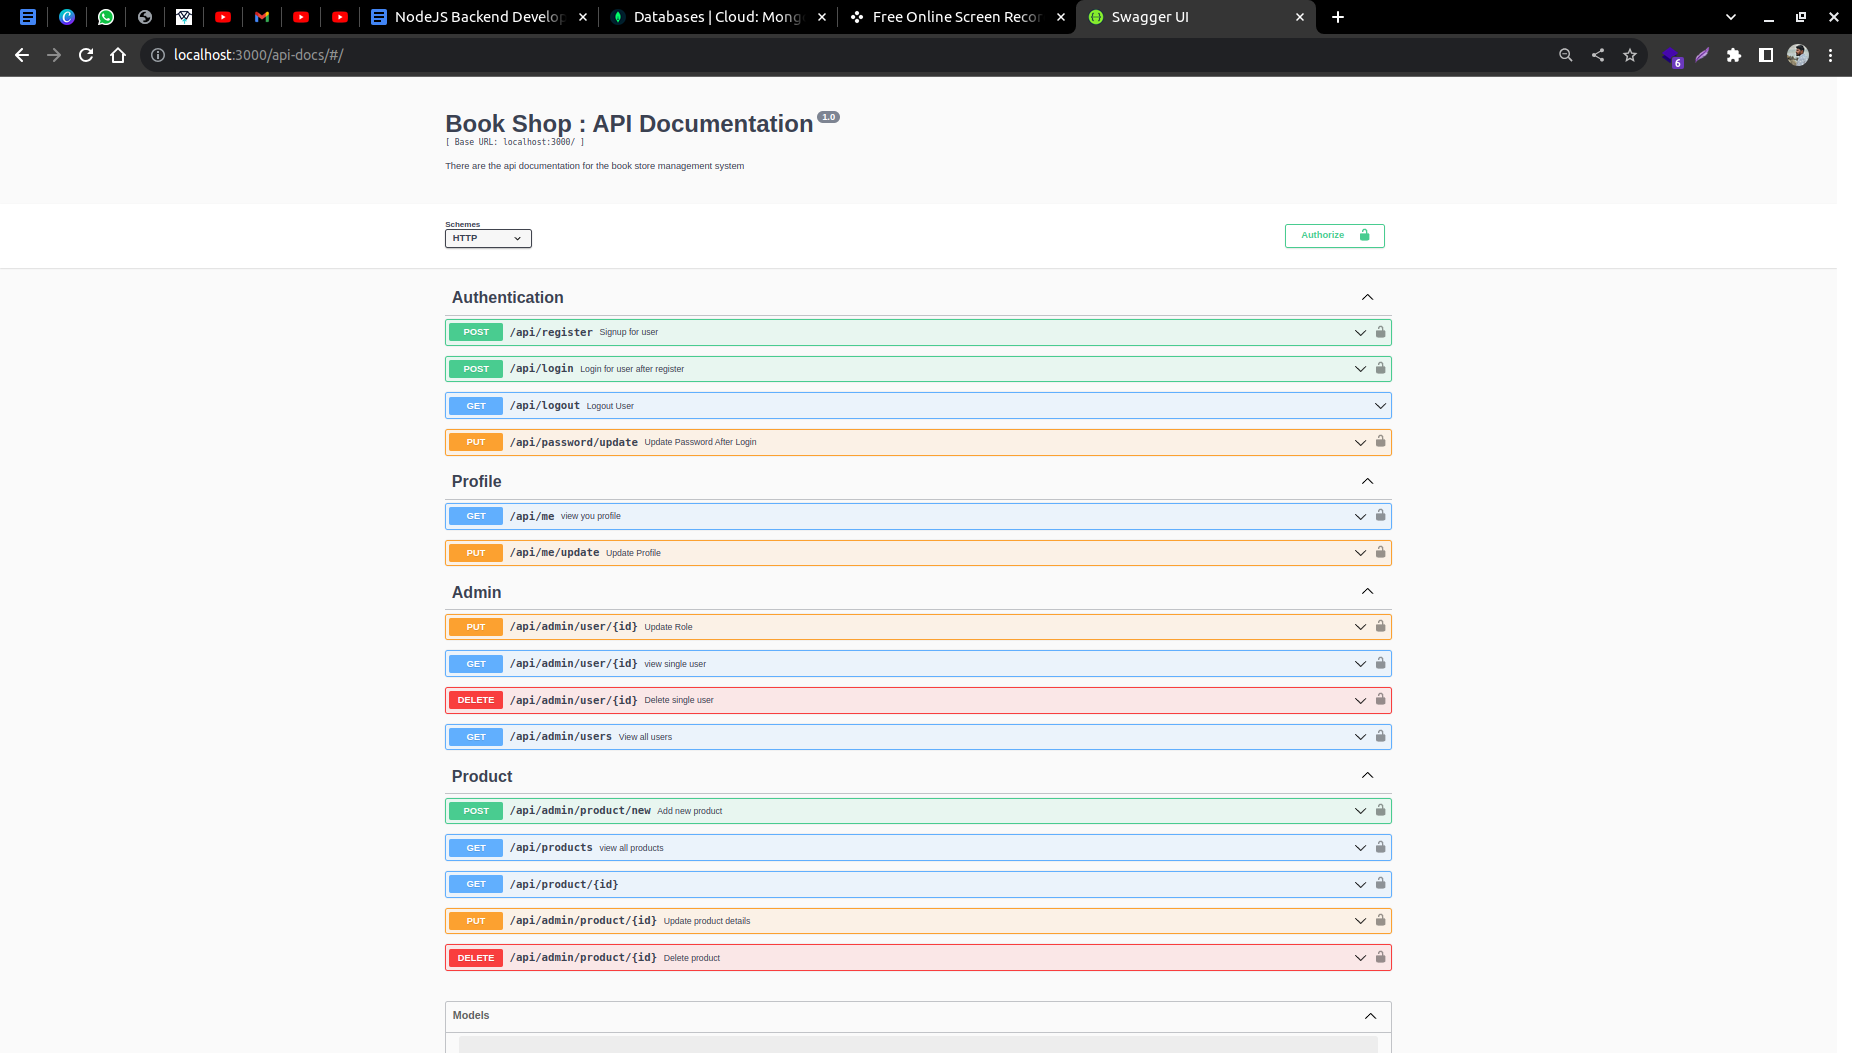 NodeJS Backend Develop
Databases | Cloud: Mong
Free Online Screen Recor
Swagger UI
localhost:3000/api-docs/#/
6
Book Shop : API Documentation 1.0
[ Base URL: localhost:3000/ ]
There are the api documentation for the book store management system
Schemes
HTTP
Authorize
Authentication
POST /api/register Signup for user
POST /api/login Login for user after register
GET /api/logout Logout User
PUT /api/password/update Update Password After Login
Profile
GET /api/me view you profile
PUT /api/me/update Update Profile
Admin
PUT /api/admin/user/{id} Update Role
GET /api/admin/user/{id} view single user
DELETE /api/admin/user/{id} Delete single user
GET /api/admin/users View all users
Product
POST /api/admin/product/new Add new product
GET /api/products view all products
GET /api/product/{id}
PUT /api/admin/product/{id} Update product details
DELETE /api/admin/product/{id} Delete product
Models